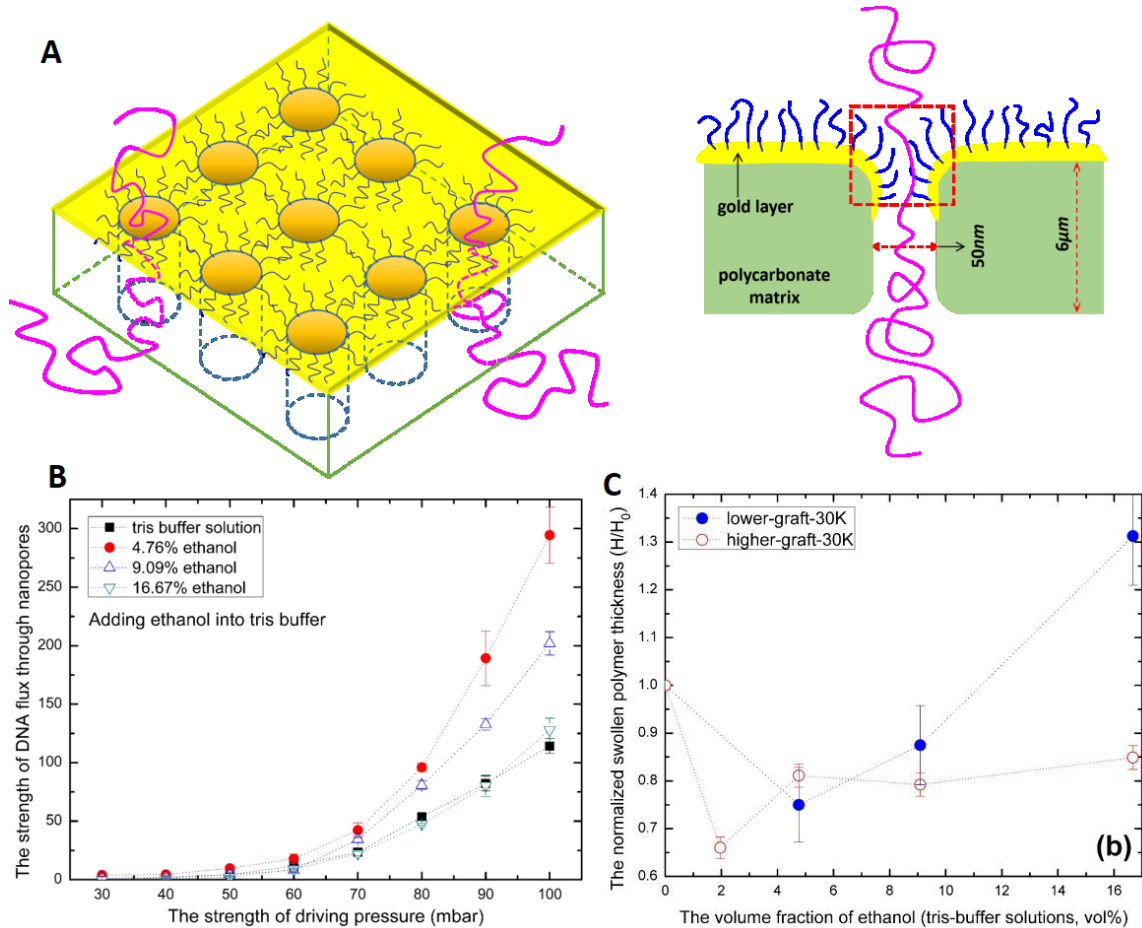 A
gold layer
polycarbonate
matrix
50nm
6μm
B
300
250
200
150
100
50
0
30 40 50 60 70 80 90 100
tris buffer solution
4.76% ethanol
9.09% ethanol
16.67% ethanol
Adding ethanol into tris buffer
The strength of DNA flux through nanopores
The strength of driving pressure (mbar)
C
1.4
1.3
1.2
1.1
1.0
0.9
0.8
0.7
0.6
0 2 4 6 8 10 12 14 16
lower-graft-30K
higher-graft-30K
(b)
The normalized swollen polymer thickness (H/H₀)
The volume fraction of ethanol (tris-buffer solutions, vol%)